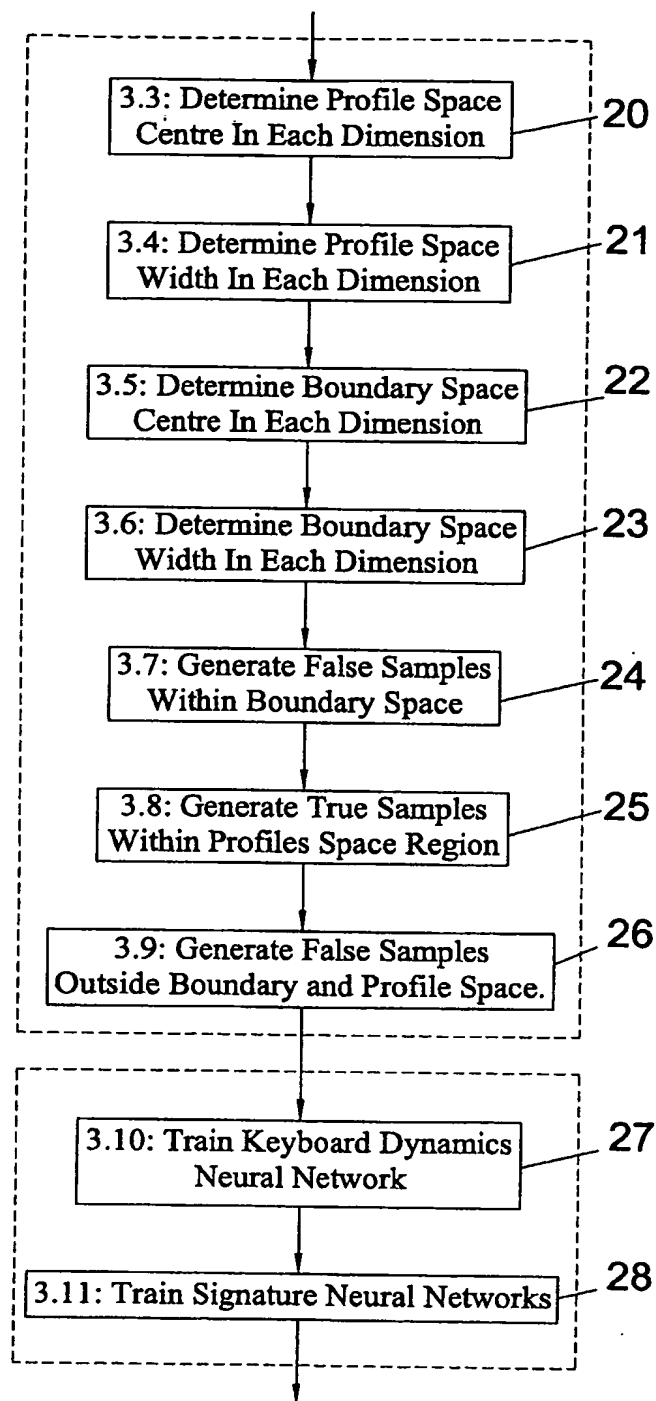 3.3: Determine Profile Space
Centre In Each Dimension
20
3.4: Determine Profile Space
Width In Each Dimension
21
3.5: Determine Boundary Space
Centre In Each Dimension
22
3.6: Determine Boundary Space
Width In Each Dimension
23
3.7: Generate False Samples
Within Boundary Space
24
3.8: Generate True Samples
Within Profiles Space Region
25
3.9: Generate False Samples
Outside Boundary and Profile Space.
26
3.10: Train Keyboard Dynamics
Neural Network
27
3.11: Train Signature Neural Networks
28